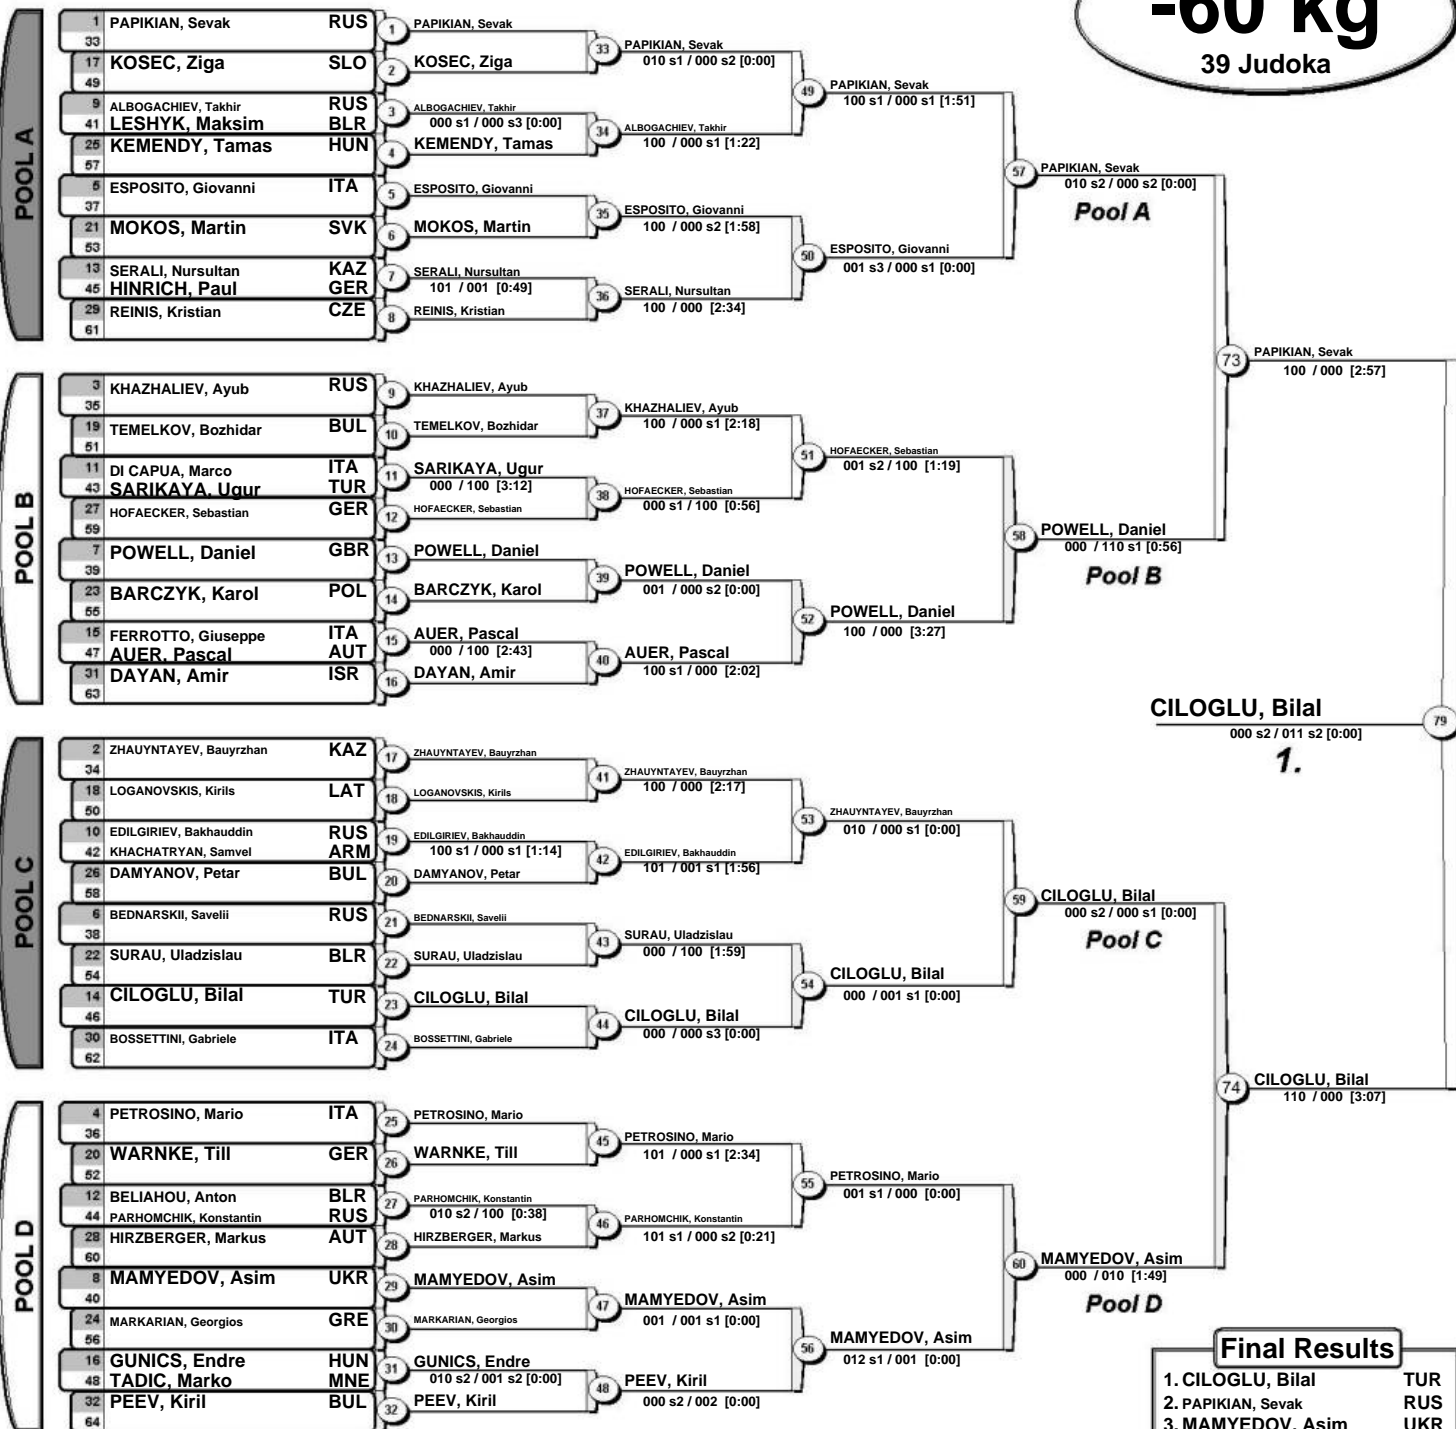 -60 kg
39 Judoka
POOL A
1 PAPIKIAN, Sevak RUS
33
17 KOSEC, Ziga SLO
49
9 ALBOGACHIEV, Takhir RUS
41 LESHYK, Maksim BLR
25 KEMENDY, Tamas HUN
57
5 ESPOSITO, Giovanni ITA
37
21 MOKOS, Martin SVK
53
13 SERALI, Nursultan KAZ
45 HINRICH, Paul GER
29 REINIS, Kristian CZE
61
1 PAPIKIAN, Sevak
2 KOSEC, Ziga
3 ALBOGACHIEV, Takhir
000 s1 / 000 s3 [0:00]
4 KEMENDY, Tamas
5 ESPOSITO, Giovanni
6 MOKOS, Martin
7 SERALI, Nursultan
101 / 001 [0:49]
8 REINIS, Kristian
33 PAPIKIAN, Sevak
010 s1 / 000 s2 [0:00]
34 ALBOGACHIEV, Takhir
100 / 000 s1 [1:22]
35 ESPOSITO, Giovanni
100 / 000 s2 [1:58]
36 SERALI, Nursultan
100 / 000 [2:34]
49 PAPIKIAN, Sevak
100 s1 / 000 s1 [1:51]
50 ESPOSITO, Giovanni
001 s3 / 000 s1 [0:00]
57 PAPIKIAN, Sevak
010 s2 / 000 s2 [0:00]
Pool A
POOL B
3 KHAZHALIEV, Ayub RUS
35
19 TEMELKOV, Bozhidar BUL
51
11 DI CAPUA, Marco ITA
43 SARIKAYA, Ugur TUR
27 HOFAECKER, Sebastian GER
59
7 POWELL, Daniel GBR
39
23 BARCZYK, Karol POL
55
15 FERROTTO, Giuseppe ITA
47 AUER, Pascal AUT
31 DAYAN, Amir ISR
63
9 KHAZHALIEV, Ayub
10 TEMELKOV, Bozhidar
11 SARIKAYA, Ugur
000 / 100 [3:12]
12 HOFAECKER, Sebastian
13 POWELL, Daniel
14 BARCZYK, Karol
15 AUER, Pascal
000 / 100 [2:43]
16 DAYAN, Amir
37 KHAZHALIEV, Ayub
100 / 000 s1 [2:18]
38 HOFAECKER, Sebastian
000 s1 / 100 [0:56]
39 POWELL, Daniel
001 / 000 s2 [0:00]
40 AUER, Pascal
100 s1 / 000 [2:02]
51 HOFAECKER, Sebastian
001 s2 / 100 [1:19]
52 POWELL, Daniel
100 / 000 [3:27]
58 POWELL, Daniel
000 / 110 s1 [0:56]
Pool B
73 PAPIKIAN, Sevak
100 / 000 [2:57]
CILOGLU, Bilal 79
000 s2 / 011 s2 [0:00]
1.
POOL C
2 ZHAUYNTAYEV, Bauyrzhan KAZ
34
18 LOGANOVSKIS, Kirils LAT
50
10 EDILGIRIEV, Bakhauddin RUS
42 KHACHATRYAN, Samvel ARM
26 DAMYANOV, Petar BUL
58
6 BEDNARSKII, Savelii RUS
38
22 SURAU, Uladzislau BLR
54
14 CILOGLU, Bilal TUR
46
30 BOSSETTINI, Gabriele ITA
62
17 ZHAUYNTAYEV, Bauyrzhan
18 LOGANOVSKIS, Kirils
19 EDILGIRIEV, Bakhauddin
100 s1 / 000 s1 [1:14]
20 DAMYANOV, Petar
21 BEDNARSKII, Savelii
22 SURAU, Uladzislau
23 CILOGLU, Bilal
24 BOSSETTINI, Gabriele
41 ZHAUYNTAYEV, Bauyrzhan
100 / 000 [2:17]
42 EDILGIRIEV, Bakhauddin
101 / 001 s1 [1:56]
43 SURAU, Uladzislau
000 / 100 [1:59]
44 CILOGLU, Bilal
000 / 000 s3 [0:00]
53 ZHAUYNTAYEV, Bauyrzhan
010 / 000 s1 [0:00]
54 CILOGLU, Bilal
000 / 001 s1 [0:00]
59 CILOGLU, Bilal
000 s2 / 000 s1 [0:00]
Pool C
POOL D
4 PETROSINO, Mario ITA
36
20 WARNKE, Till GER
52
12 BELIAHOU, Anton BLR
44 PARHOMCHIK, Konstantin RUS
28 HIRZBERGER, Markus AUT
60
8 MAMYEDOV, Asim UKR
40
24 MARKARIAN, Georgios GRE
56
16 GUNICS, Endre HUN
48 TADIC, Marko MNE
32 PEEV, Kiril BUL
64
25 PETROSINO, Mario
26 WARNKE, Till
27 PARHOMCHIK, Konstantin
010 s2 / 100 [0:38]
28 HIRZBERGER, Markus
29 MAMYEDOV, Asim
30 MARKARIAN, Georgios
31 GUNICS, Endre
010 s2 / 001 s2 [0:00]
32 PEEV, Kiril
45 PETROSINO, Mario
101 / 000 s1 [2:34]
46 PARHOMCHIK, Konstantin
101 s1 / 000 s2 [0:21]
47 MAMYEDOV, Asim
001 / 001 s1 [0:00]
48 PEEV, Kiril
000 s2 / 002 [0:00]
55 PETROSINO, Mario
001 s1 / 000 [0:00]
56 MAMYEDOV, Asim
012 s1 / 001 [0:00]
60 MAMYEDOV, Asim
000 / 010 [1:49]
Pool D
74 CILOGLU, Bilal
110 / 000 [3:07]
Final Results
1. CILOGLU, Bilal TUR
2. PAPIKIAN, Sevak RUS
3. MAMYEDOV, Asim UKR